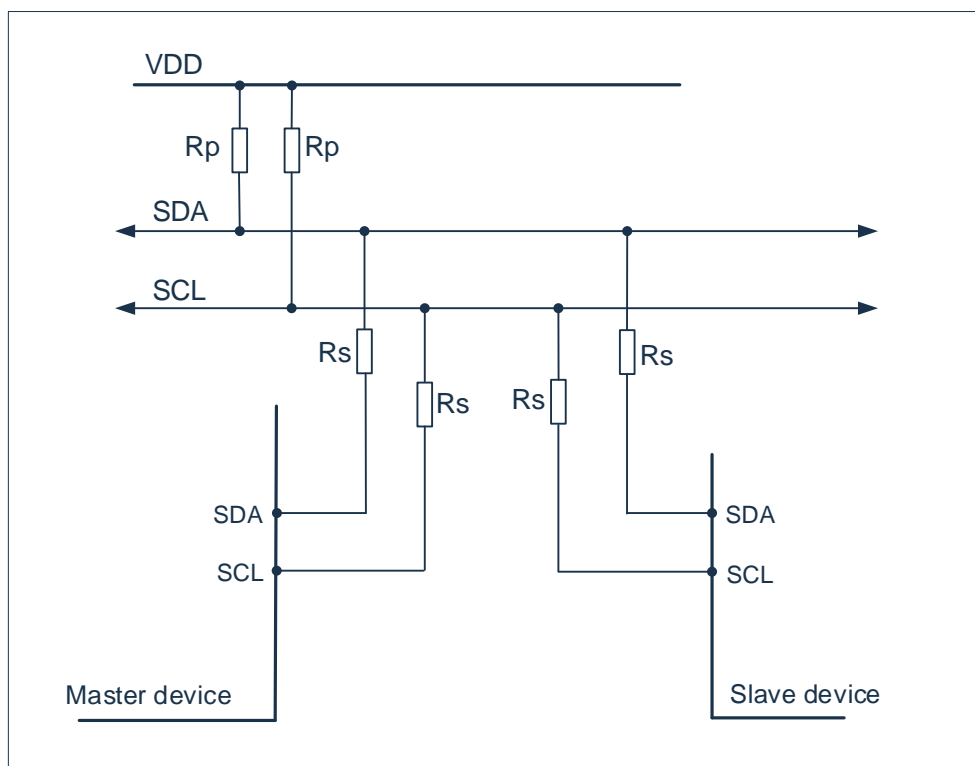 VDD
Rp
Rp
SDA
SCL
Rs
Rs
Rs
Rs
SDA
SDA
SCL
SCL
Master device
Slave device